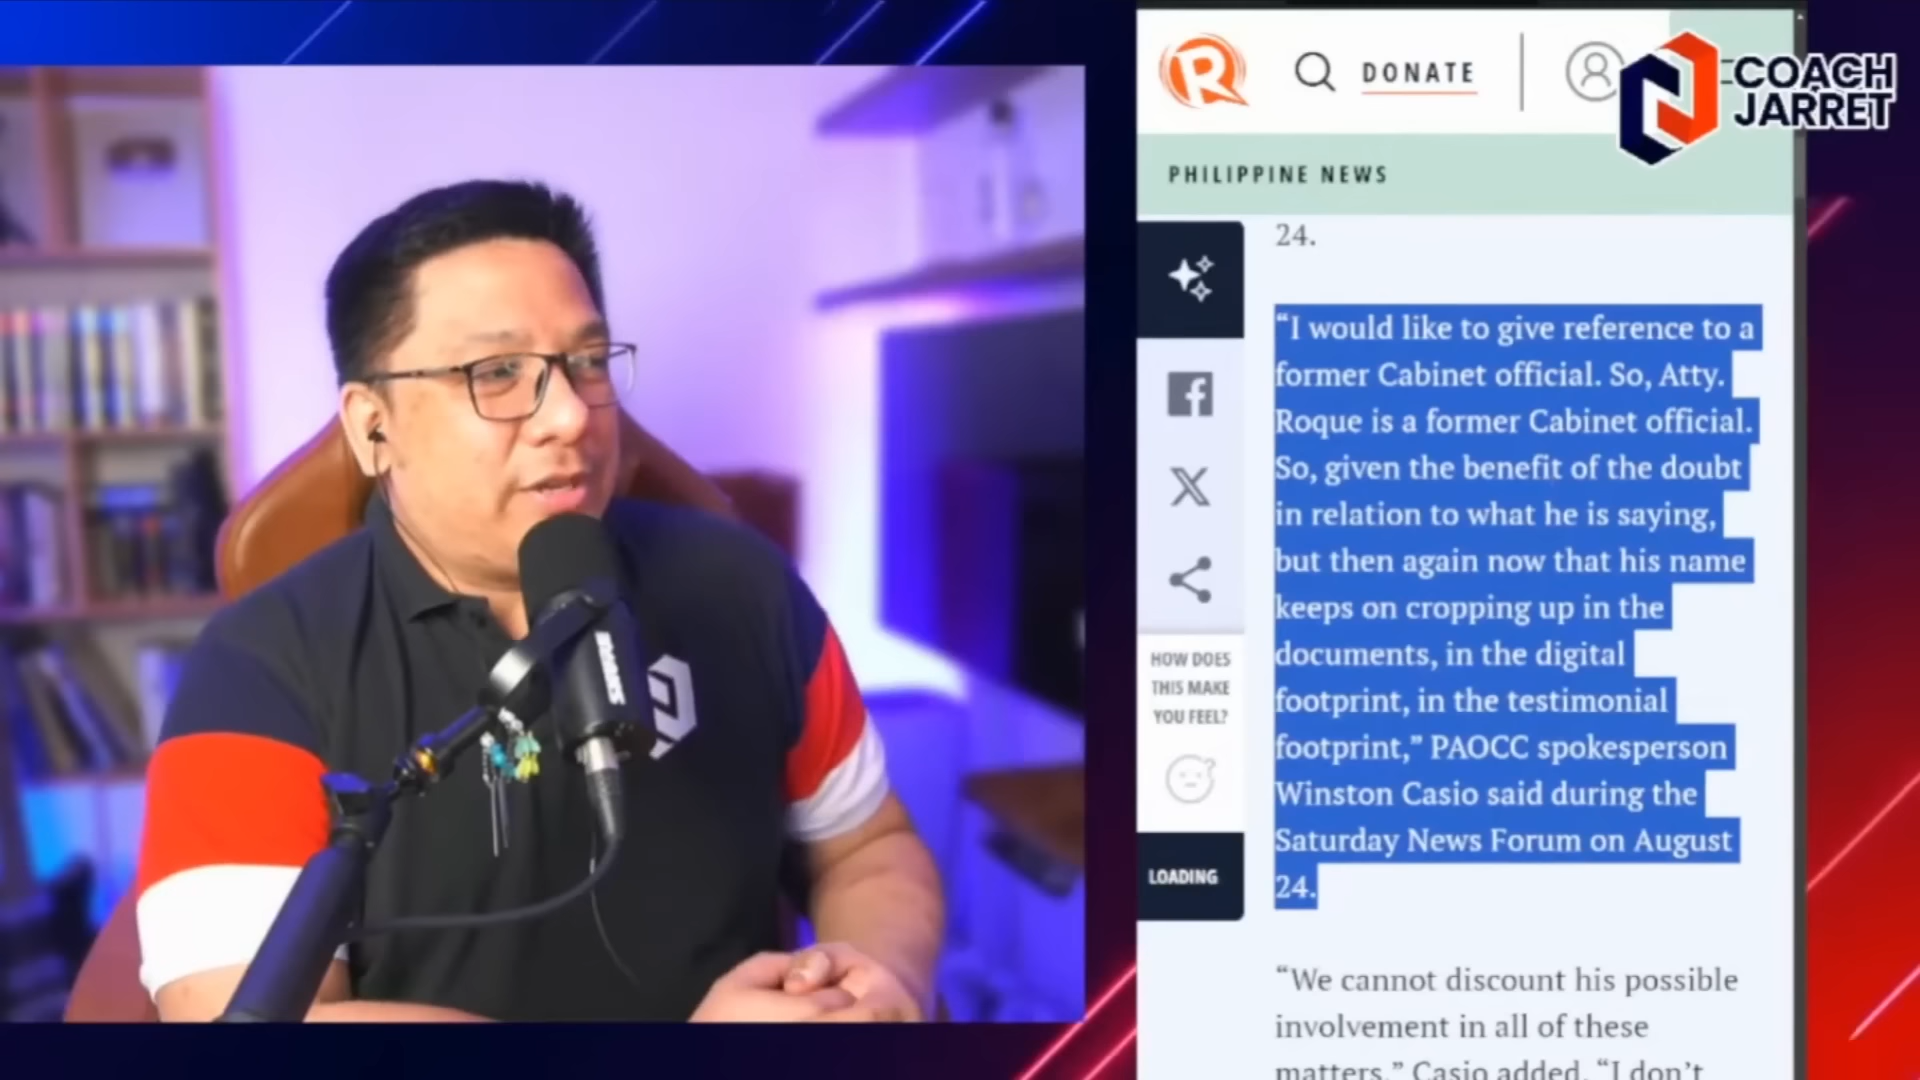 DONATE
COACH
JARRET
PHILIPPINE NEWS
24.
“I would like to give reference to a
former Cabinet official. So, Atty.
Roque is a former Cabinet official.
So, given the benefit of the doubt
in relation to what he is saying,
but then again now that his name
keeps on cropping up in the
documents, in the digital
footprint, in the testimonial
footprint,” PAOCC spokesperson
Winston Casio said during the
Saturday News Forum on August
24.
“We cannot discount his possible
involvement in all of these
matters,” Casio added. “I don’t
HOW DOES
THIS MAKE
YOU FEEL?
LOADING